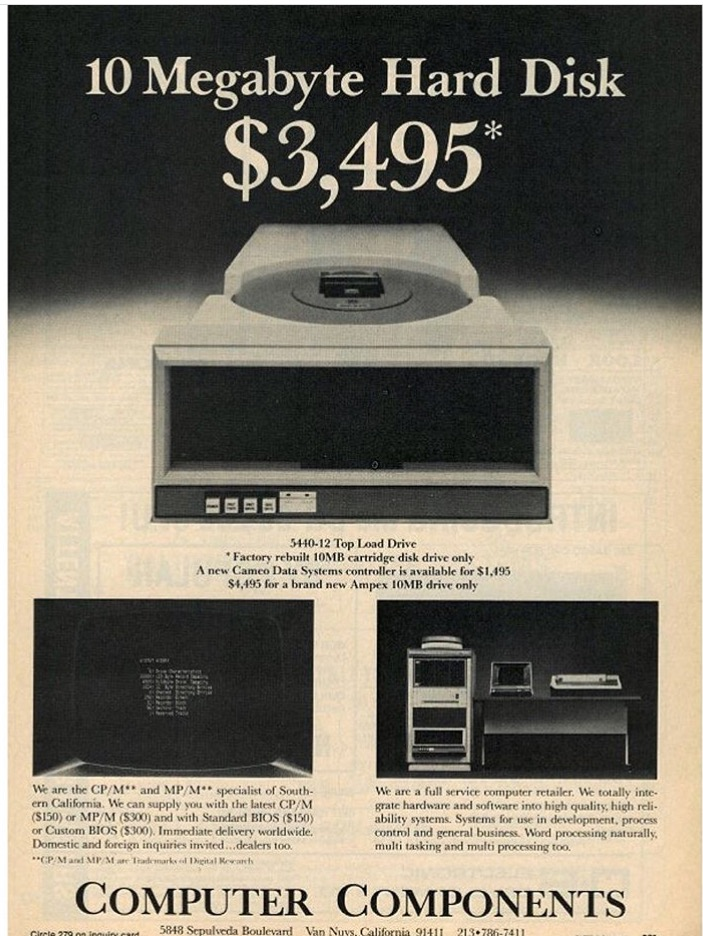 10 Megabyte Hard Disk
$3,495*
5440-12 Top Load Drive
* Factory rebuilt 10MB cartridge disk drive only
A new Cameo Data Systems controller is available for $1,495
$4,495 for a brand new Ampex 10MB drive only
We are the CP/M** and MP/M** specialist of South-
ern California. We can supply you with the latest CP/M
($150) or MP/M ($300) and with Standard BIOS ($150)
or Custom BIOS ($300). Immediate delivery worldwide.
Domestic and foreign inquiries invited...dealers too.
**CP/M and MP/M are Trademarks of Digital Research
We are a full service computer retailer. We totally inte-
grate hardware and software into high quality, high reli-
ability systems. Systems for use in development, process
control and general business. Word processing naturally,
multi tasking and multi processing too.
COMPUTER COMPONENTS
Circle 279 on inquiry card
5848 Sepulveda Boulevard Van Nuys, California 91411 213•786-7411